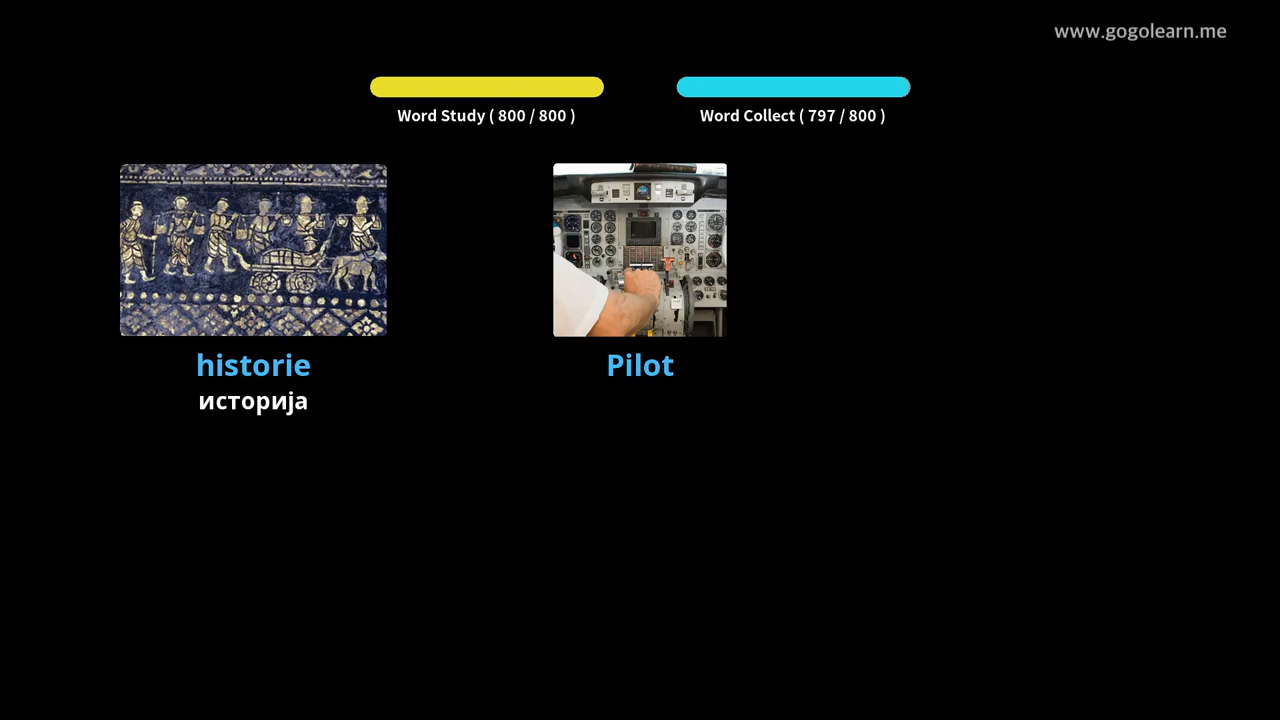 www.gogolearn.me
Word Study ( 800 / 800 )
Word Collect ( 797 / 800 )
historie
историја
Pilot